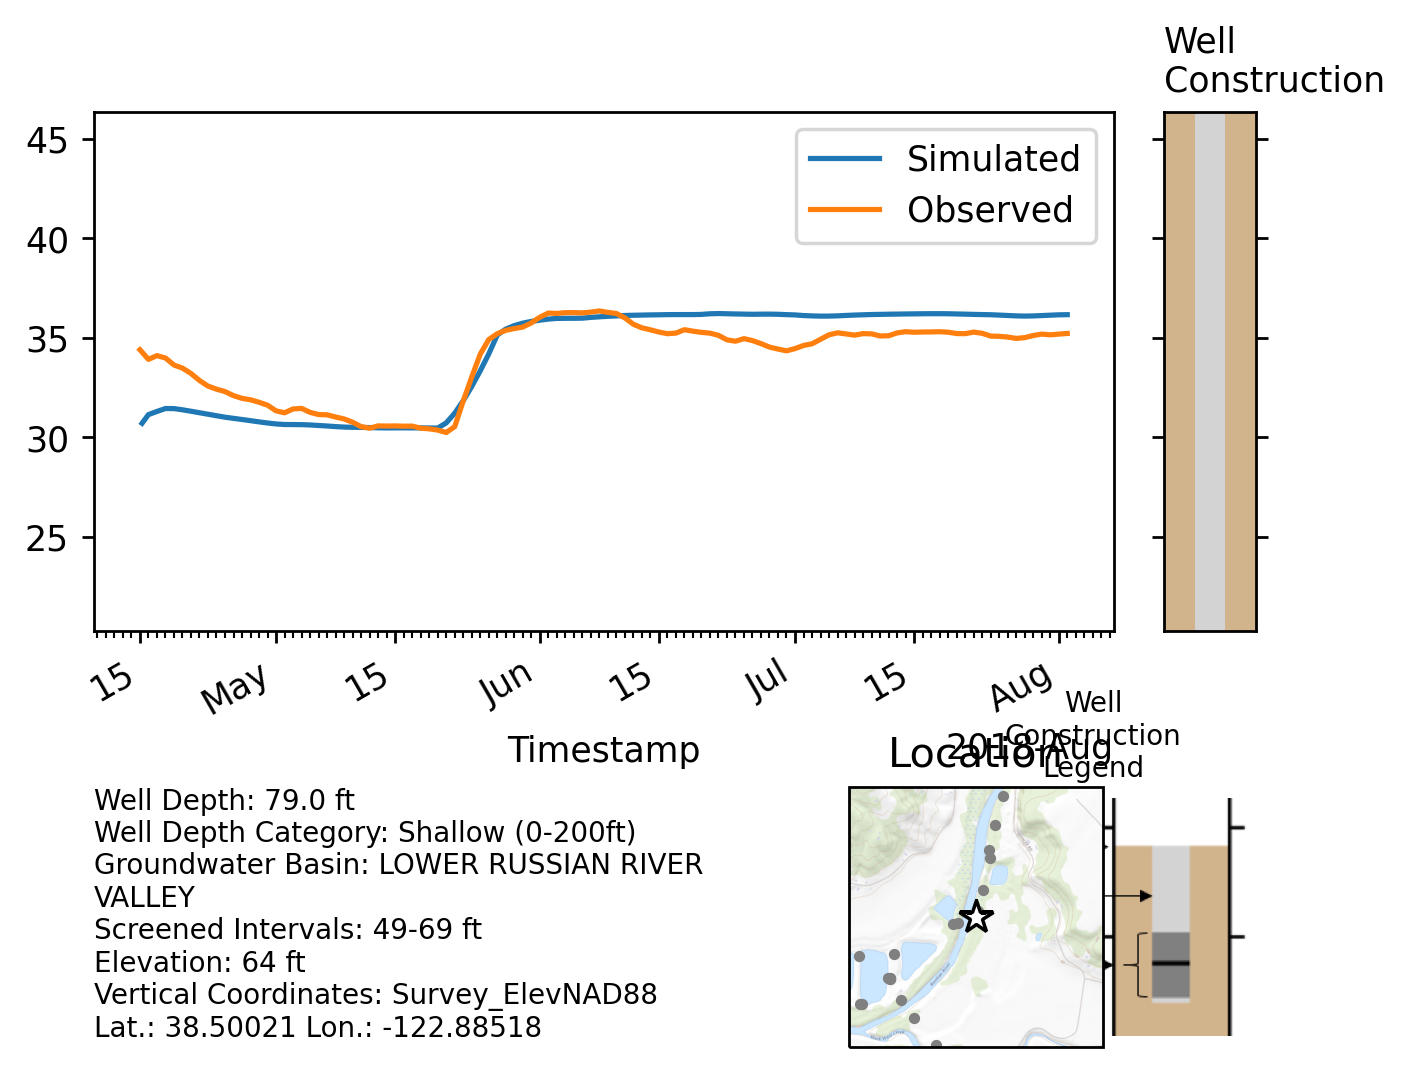 Well
Construction
45
40
35
30
25
Simulated
Observed
15
May
15
Jun
15
Jul
15
Aug
Timestamp
2018-Aug
Well Depth: 79.0 ft
Well Depth Category: Shallow (0-200ft)
Groundwater Basin: LOWER RUSSIAN RIVER
VALLEY
Screened Intervals: 49-69 ft
Elevation: 64 ft
Vertical Coordinates: Survey_ElevNAD88
Lat.: 38.50021 Lon.: -122.88518
Location
Well
Construction
Legend